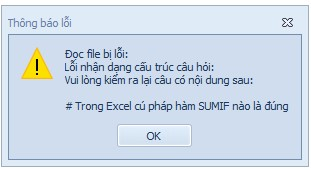 Thông báo lỗi
Đọc file bị lỗi:
Lỗi nhận dạng cấu trúc câu hỏi:
Vui lòng kiểm ra lại câu có nội dung sau:
# Trong Excel cú pháp hàm SUMIF nào là đúng
OK